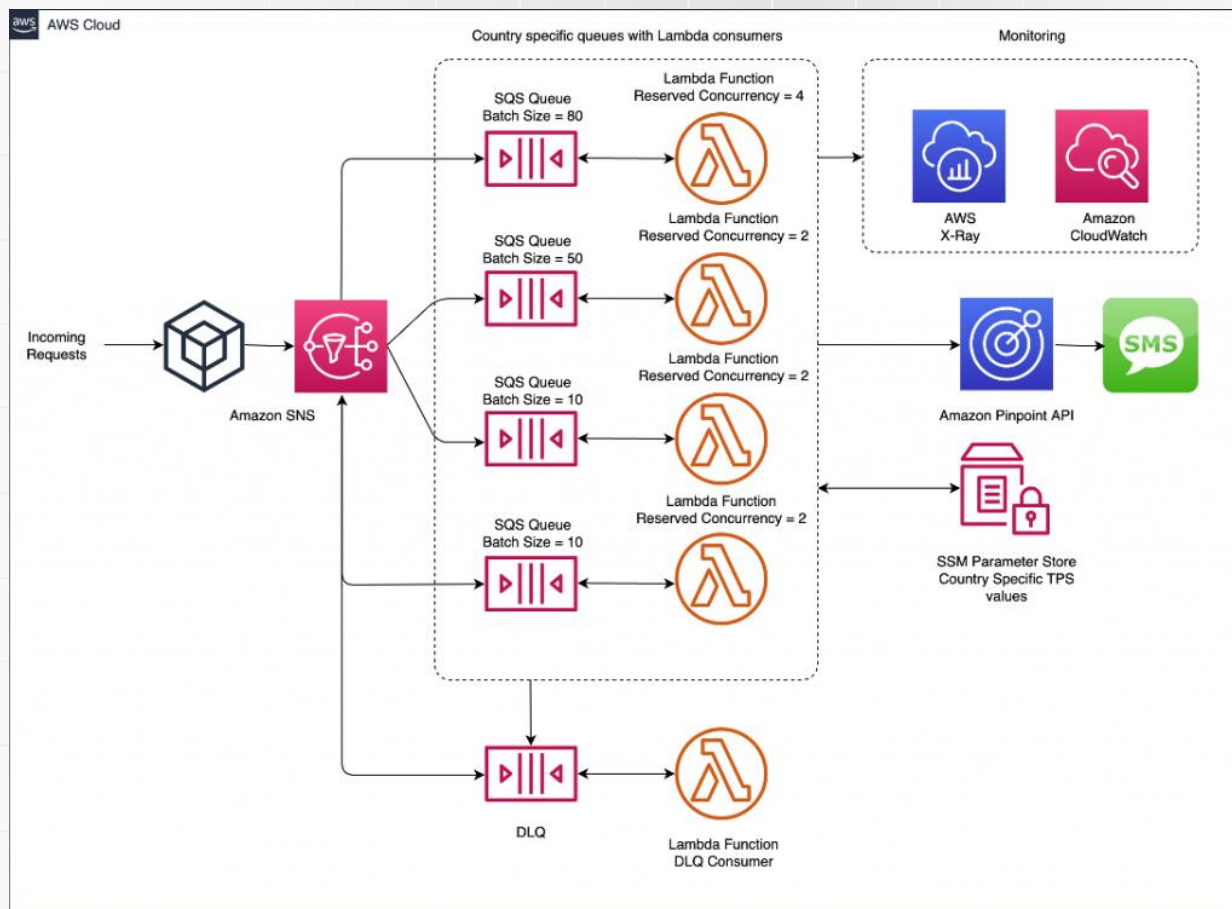 aws
AWS Cloud
Country specific queues with Lambda consumers
Monitoring
Lambda Function
Reserved Concurrency = 4
SQS Queue
Batch Size = 80
AWS
X-Ray
Amazon
CloudWatch
Lambda Function
Reserved Concurrency = 2
SQS Queue
Batch Size = 50
Incoming
Requests
SMS
Lambda Function
Reserved Concurrency = 2
SQS Queue
Batch Size = 10
Amazon SNS
Amazon Pinpoint API
Lambda Function
Reserved Concurrency = 2
SQS Queue
Batch Size = 10
SSM Parameter Store
Country Specific TPS
values
DLQ
Lambda Function
DLQ Consumer